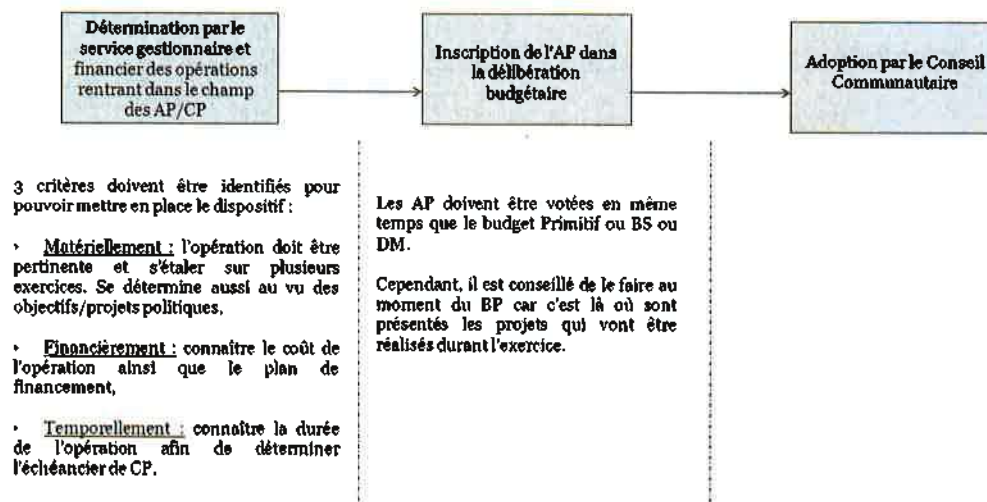 Détermination par le
service gestionnaire et
financier des opérations
rentrant dans le champ
des AP/CP
Inscription de l'AP dans
la délibération
budgétaire
Adoption par le Conseil
Communautaire
3 critères doivent être identifiés pour
pouvoir mettre en place le dispositif :
› Matériellement : l'opération doit être
pertinente et s'étaler sur plusieurs
exercices. Se détermine aussi au vu des
objectifs/projets politiques,
› Financièrement : connaître le coût de
l'opération ainsi que le plan de
financement,
· Temporellement : connaître la durée
de l'opération afin de déterminer
l'échéancier de CP.
Les AP doivent être votées en même
temps que le budget Primitif ou BS ou
DM.
Cependant, il est conseillé de le faire au
moment du BP car c'est là où sont
présentés les projets qui vont être
réalisés durant l'exercice.